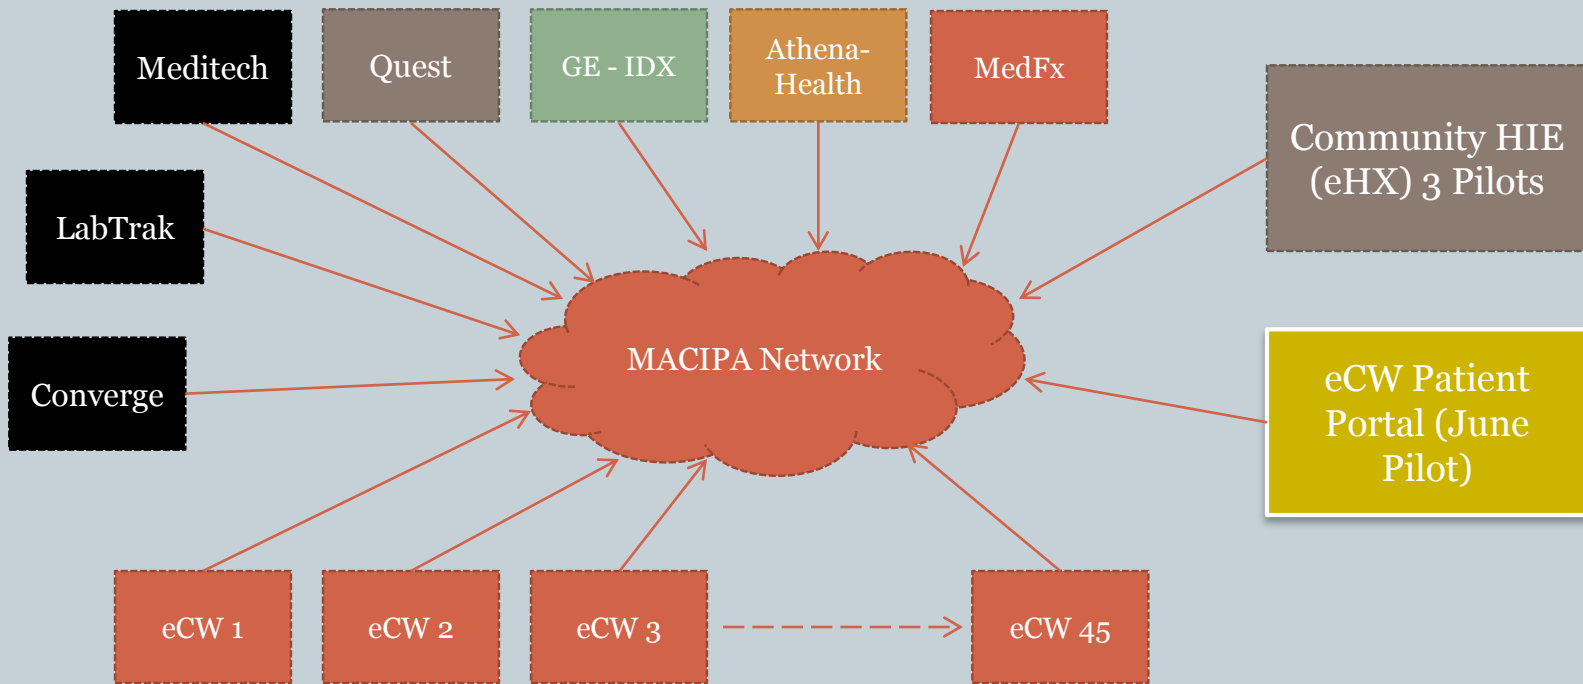 Meditech
Quest
GE - IDX
Athena-
Health
MedFx
Community HIE
(eHX) 3 Pilots
LabTrak
Converge
MACIPA Network
eCW Patient
Portal (June
Pilot)
eCW 1
eCW 2
eCW 3
eCW 45